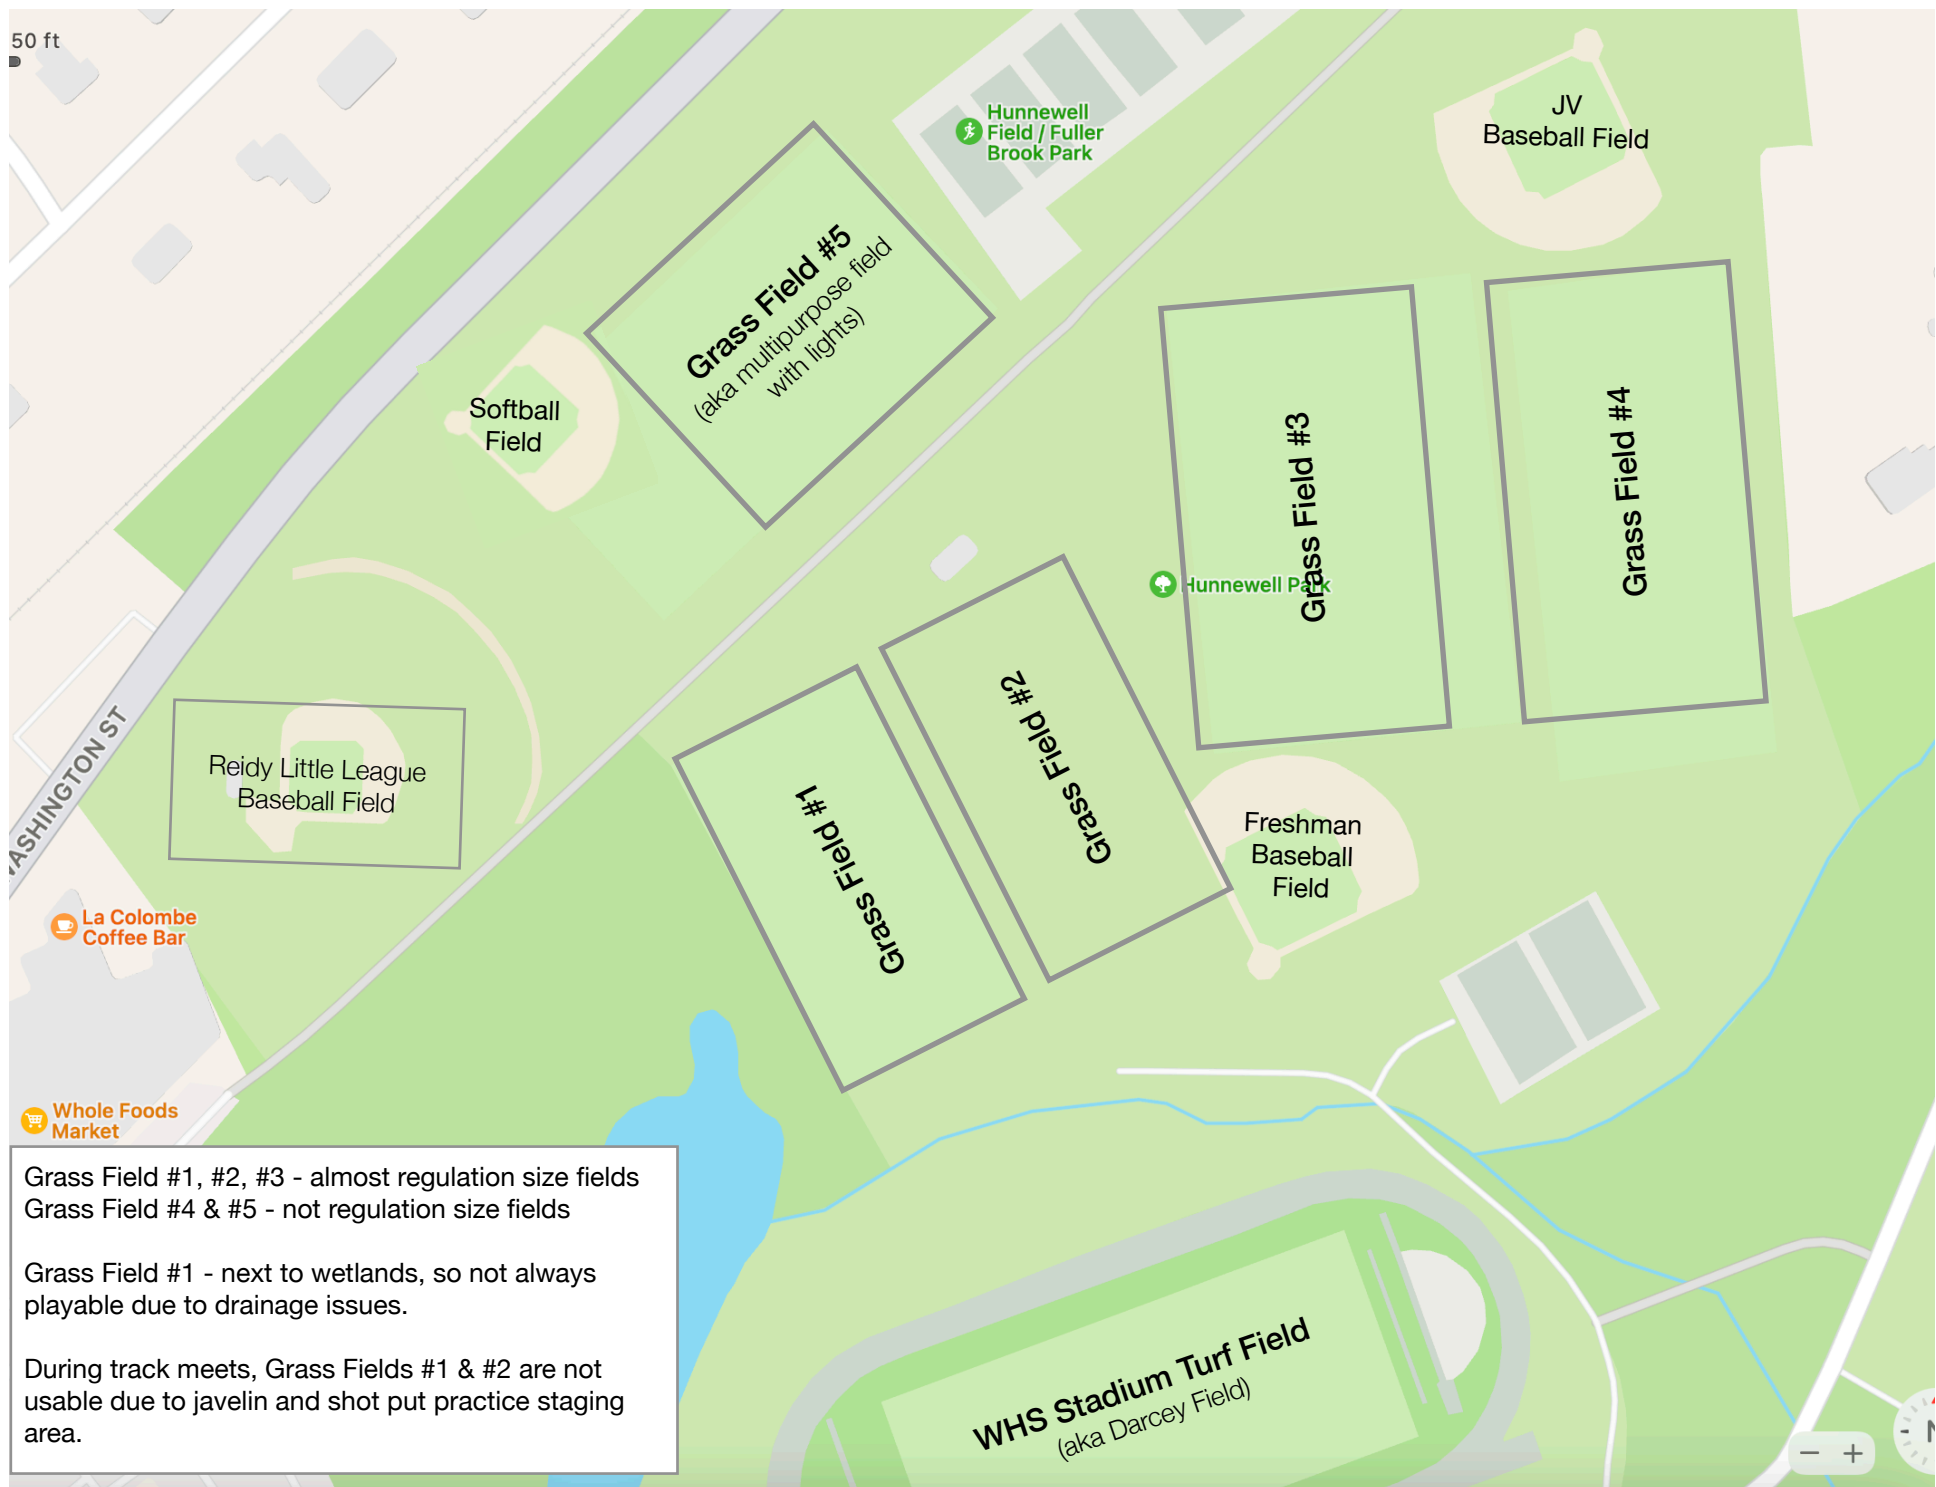 50 ft
Hunnewell
Field / Fuller
Brook Park
JV
Baseball Field
Grass Field #5
(aka multipurpose field
with lights)
Softball
Field
Grass Field #3
Grass Field #4
Hunnewell Park
Grass Field #2
Grass Field #1
WASHINGTON ST
Reidy Little League
Baseball Field
Freshman
Baseball
Field
La Colombe
Coffee Bar
Whole Foods
Market
Grass Field #1, #2, #3 - almost regulation size fields
Grass Field #4 & #5 - not regulation size fields
Grass Field #1 - next to wetlands, so not always
playable due to drainage issues.
During track meets, Grass Fields #1 & #2 are not
usable due to javelin and shot put practice staging
area.
WHS Stadium Turf Field
(aka Darcey Field)
N